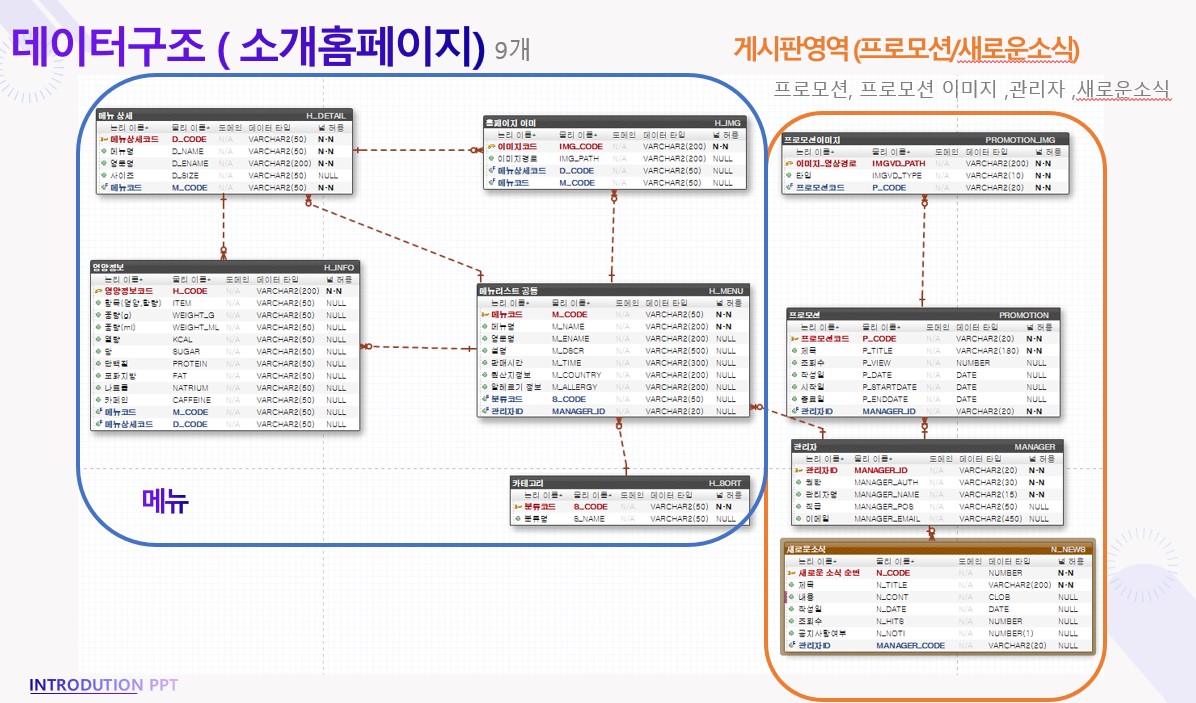 데이터구조 ( 소개홈페이지) 9개
게시판영역 (프로모션/새로운소식)
프로모션, 프로모션 이미지 ,관리자 ,새로운소식
메뉴 상세 H_DETAIL
논리 이름 물리 이름 도메인 데이터 타입 널 허용
메뉴상세코드 D_CODE N/A VARCHAR2(50) N-N
메뉴명 D_NAME N/A VARCHAR2(50) N-N
영문명 D_ENAME N/A VARCHAR2(200) N-N
사이즈 D_SIZE N/A VARCHAR2(50) NULL
메뉴코드 M_CODE N/A VARCHAR2(50) N-N
홈페이지 이미 H_IMG
논리 이름 물리 이름 도메인 데이터 타입 널 허용
이미지코드 IMG_CODE N/A VARCHAR2(200) N-N
이미지경로 IMG_PATH N/A VARCHAR2(200) NULL
메뉴상세코드 D_CODE N/A VARCHAR2(50) NULL
메뉴코드 M_CODE N/A VARCHAR2(50) NULL
프로모션이미지 PROMOTION_IMG
논리 이름 물리 이름 도메인 데이터 타입 널 허용
이미지_영상경로 IMGVD_PATH N/A VARCHAR2(200) N-N
타입 IMGVD_TYPE N/A VARCHAR2(10) N-N
프로모션코드 P_CODE N/A VARCHAR2(20) N-N
영양정보 H_INFO
논리 이름 물리 이름 도메인 데이터 타입 널 허용
영양정보코드 H_CODE N/A VARCHAR2(200) N-N
항목(영양,함량) ITEM N/A VARCHAR2(50) NULL
중량(g) WEIGHT_G N/A VARCHAR2(50) NULL
중량(ml) WEIGHT_ML N/A VARCHAR2(50) NULL
열량 KCAL N/A VARCHAR2(50) NULL
당 SUGAR N/A VARCHAR2(50) NULL
단백질 PROTEIN N/A VARCHAR2(50) NULL
포화지방 FAT N/A VARCHAR2(50) NULL
나트륨 NATRIUM N/A VARCHAR2(50) NULL
카페인 CAFFEINE N/A VARCHAR2(50) NULL
메뉴코드 M_CODE N/A VARCHAR2(50) NULL
메뉴상세코드 D_CODE N/A VARCHAR2(50) NULL
메뉴리스트 공통 H_MENU
논리 이름 물리 이름 도메인 데이터 타입 널 허용
메뉴코드 M_CODE N/A VARCHAR2(50) N-N
메뉴명 M_NAME N/A VARCHAR2(200) N-N
영문명 M_ENAME N/A VARCHAR2(200) NULL
설명 M_DSCR N/A VARCHAR2(500) NULL
판매시간 M_TIME N/A VARCHAR2(300) NULL
원산지정보 M_COUNTRY N/A VARCHAR2(200) NULL
알레르기 정보 M_ALLERGY N/A VARCHAR2(200) NULL
분류코드 S_CODE N/A VARCHAR2(50) NULL
관리자ID MANAGER_ID N/A VARCHAR2(20) NULL
프로모션 PROMOTION
논리 이름 물리 이름 도메인 데이터 타입 널 허용
프로모션코드 P_CODE N/A VARCHAR2(20) N-N
제목 P_TITLE N/A VARCHAR2(180) N-N
조회수 P_VIEW N/A NUMBER NULL
작성일 P_DATE N/A DATE NULL
시작일 P_STARTDATE N/A DATE NULL
종료일 P_ENDDATE N/A DATE NULL
관리자ID MANAGER_ID N/A VARCHAR2(20) N-N
카테고리 H_SORT
논리 이름 물리 이름 도메인 데이터 타입 널 허용
분류코드 S_CODE N/A VARCHAR2(50) N-N
분류명 S_NAME N/A VARCHAR2(50) NULL
메뉴
관리자 MANAGER
논리 이름 물리 이름 도메인 데이터 타입 널 허용
관리자ID MANAGER_ID N/A VARCHAR2(20) N-N
권한 MANAGER_AUTH N/A VARCHAR2(30) N-N
관리자명 MANAGER_NAME N/A VARCHAR2(15) N-N
직급 MANAGER_POS N/A VARCHAR2(50) NULL
이메일 MANAGER_EMAIL N/A VARCHAR2(450) NULL
새로운소식 N_NEWS
논리 이름 물리 이름 도메인 데이터 타입 널 허용
새로운 소식 순번 N_CODE N/A NUMBER N-N
제목 N_TITLE N/A VARCHAR2(200) N-N
내용 N_CONT N/A CLOB NULL
작성일 N_DATE N/A DATE NULL
조회수 N_HITS N/A NUMBER NULL
공지사항여부 N_NOTI N/A NUMBER(1) NULL
관리자ID MANAGER_CODE N/A VARCHAR2(20) NULL
INTRODUTION PPT